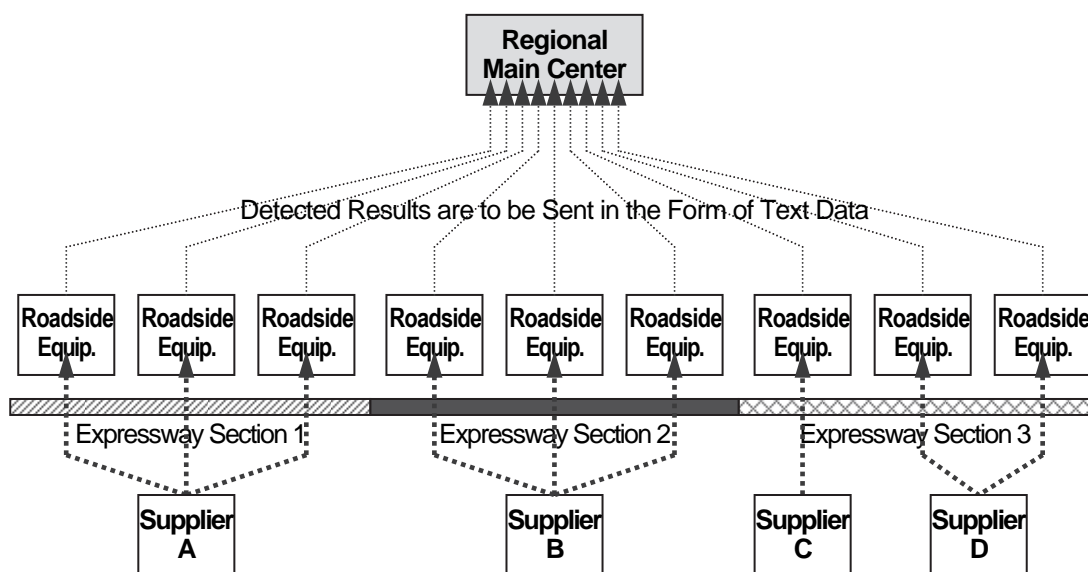 Regional
Main Center
Detected Results are to be Sent in the Form of Text Data
Roadside
Equip.
Roadside
Equip.
Roadside
Equip.
Roadside
Equip.
Roadside
Equip.
Roadside
Equip.
Roadside
Equip.
Roadside
Equip.
Roadside
Equip.
Expressway Section 1
Expressway Section 2
Expressway Section 3
Supplier
A
Supplier
B
Supplier
C
Supplier
D